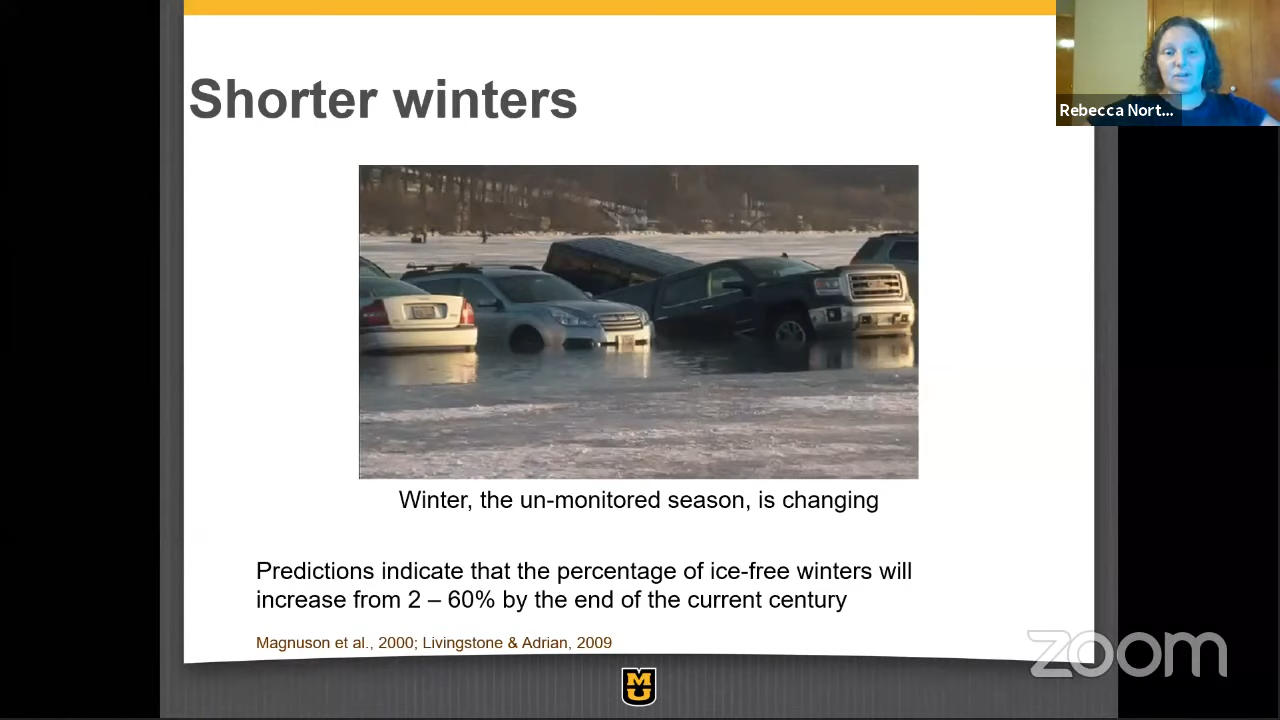 Shorter winters
Rebecca Nort...
Winter, the un-monitored season, is changing
Predictions indicate that the percentage of ice-free winters will
increase from 2 – 60% by the end of the current century
Magnuson et al., 2000; Livingstone & Adrian, 2009
zoom
MU